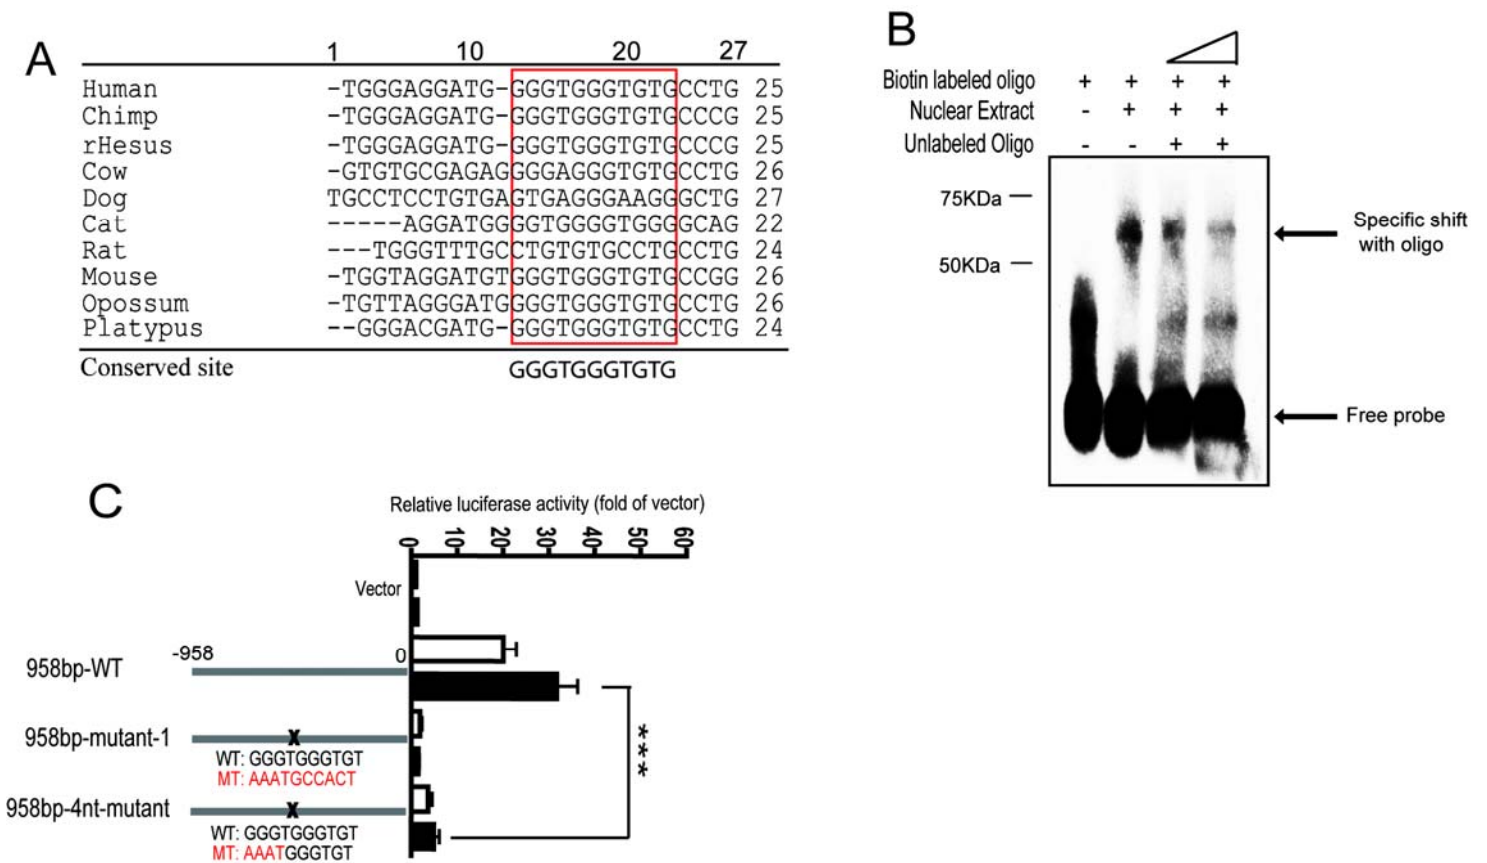 A
1 10 20 27
Human -TGGGAGGATG-GGGTGGGTGTGCCTG 25
Chimp -TGGGAGGATG-GGGTGGGTGTGCCCG 25
rHesus -TGGGAGGATG-GGGTGGGTGTGCCCG 25
Cow -GTGTGCGAGAGGGGAGGGTGTGCCTG 26
Dog TGCCTCCTGTGAGTGAGGGAAGGGCTG 27
Cat -----AGGATGGGGTGGGGTGGGGCAG 22
Rat ---TGGGTTTGCCTGTGTGCCTGCCTG 24
Mouse -TGGTAGGATGTGGGTGGGTGTGCCGG 26
Opossum -TGTTAGGGATGGGGTGGGTGTGCCTG 26
Platypus --GGGACGATG-GGGTGGGTGTGCCTG 24
Conserved site GGGTGGGTGTG
B
Biotin labeled oligo + + + +
Nuclear Extract - + + +
Unlabeled Oligo - - + +
75KDa
50KDa
Specific shift
with oligo
Free probe
C
Relative luciferase activity (fold of vector)
0 10 20 30 40 50 60
Vector
958bp-WT
-958 0
958bp-mutant-1
X
WT: GGGTGGGTGT
MT: AAATGCCACT
958bp-4nt-mutant
X
WT: GGGTGGGTGT
MT: AAATGGGTGT
***